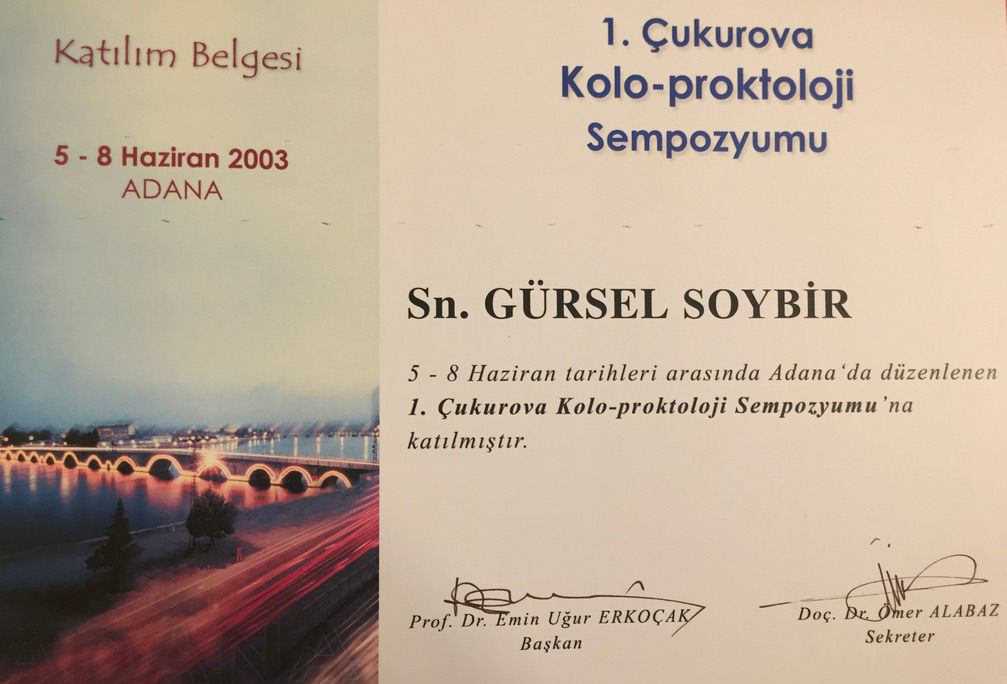 Katılım Belgesi
5 - 8 Haziran 2003
ADANA
1. Çukurova
Kolo-proktoloji
Sempozyumu
Sn. GÜRSEL SOYBİR
5 - 8 Haziran tarihleri arasında Adana‘da düzenlenen
1. Çukurova Kolo-proktoloji Sempozyumu’na
katılmıştır.
Prof. Dr. Emin Uğur ERKOÇAK
Başkan
Doç. Dr. Ömer ALABAZ
Sekreter
ADANA